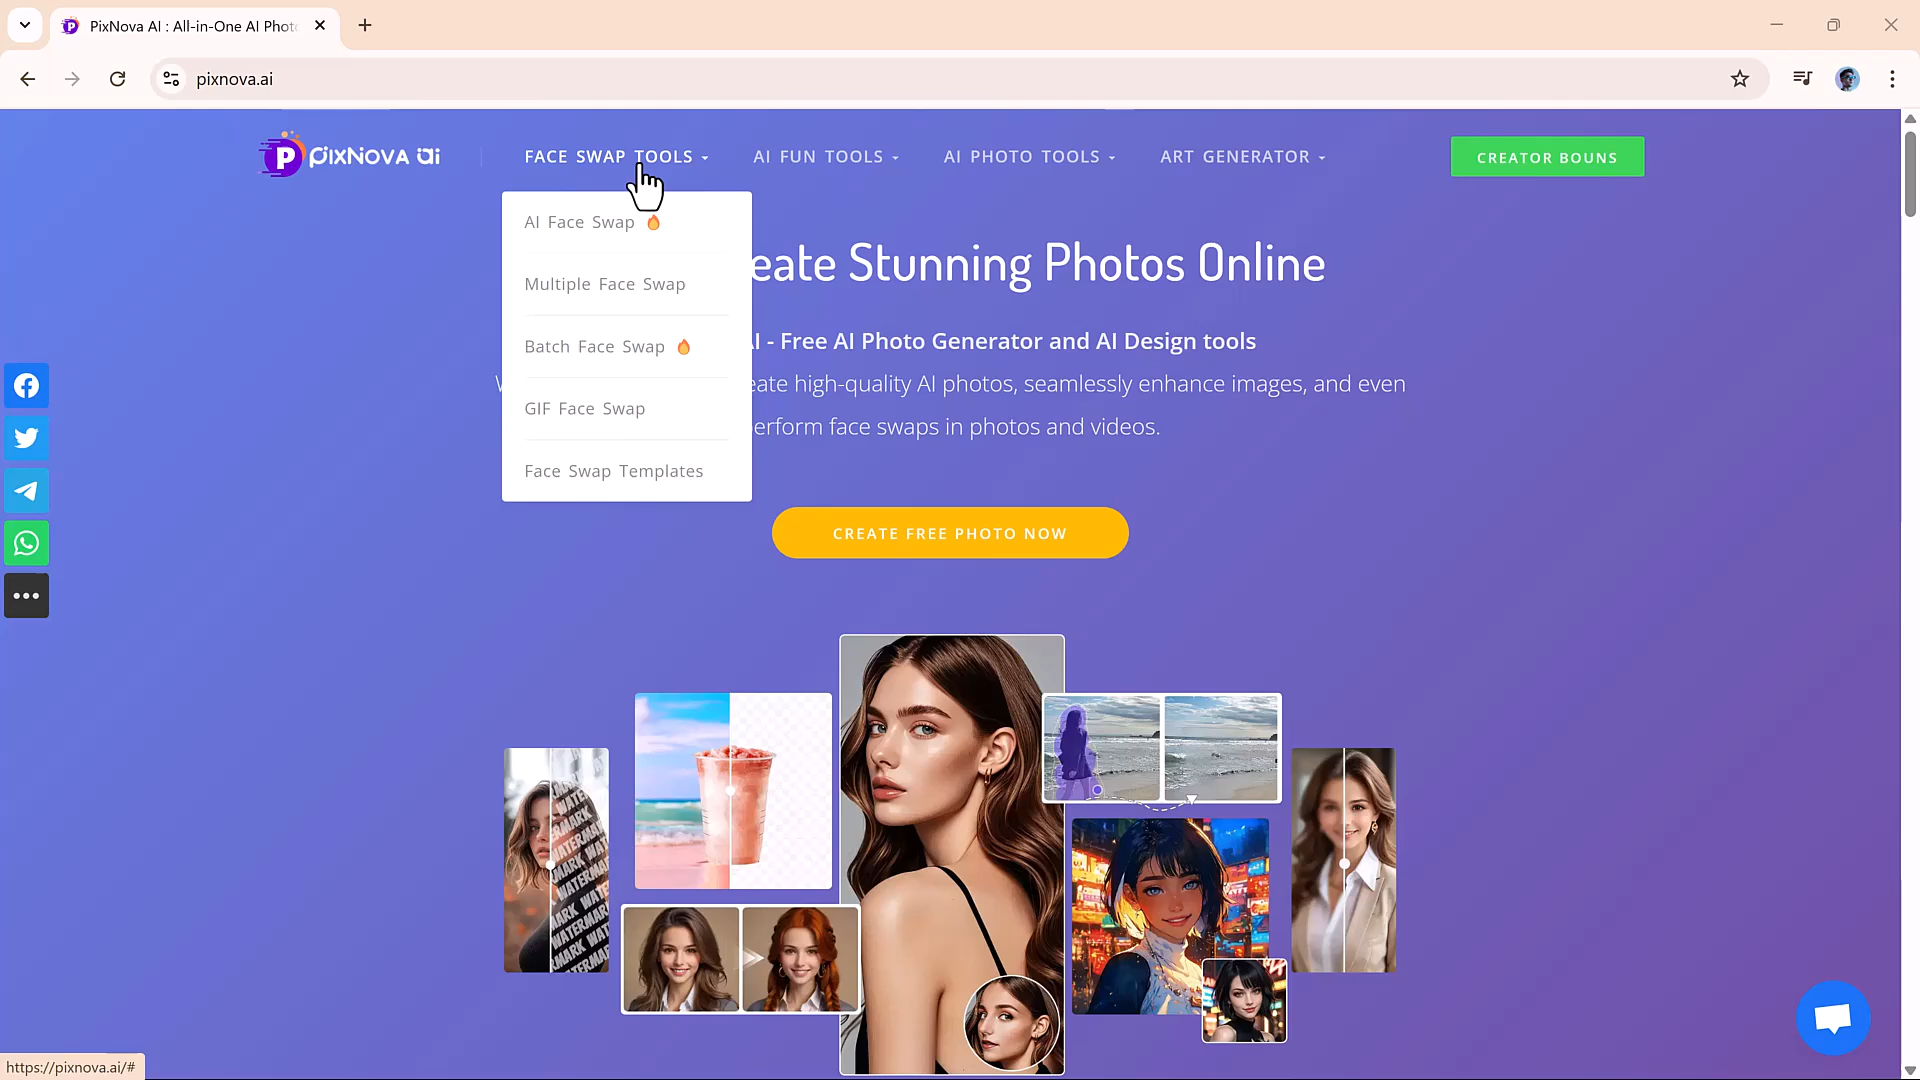 PixNova AI : All-in-One AI Phot
pixnova.ai
PixNova ai
FACE SWAP TOOLS
AI FUN TOOLS
AI PHOTO TOOLS
ART GENERATOR
CREATOR BOUNS
AI Face Swap
Multiple Face Swap
Batch Face Swap
GIF Face Swap
Face Swap Templates
eate Stunning Photos Online
AI - Free AI Photo Generator and AI Design tools
eate high-quality AI photos, seamlessly enhance images, and even
erform face swaps in photos and videos.
CREATE FREE PHOTO NOW
WATERMARK
https://pixnova.ai/#